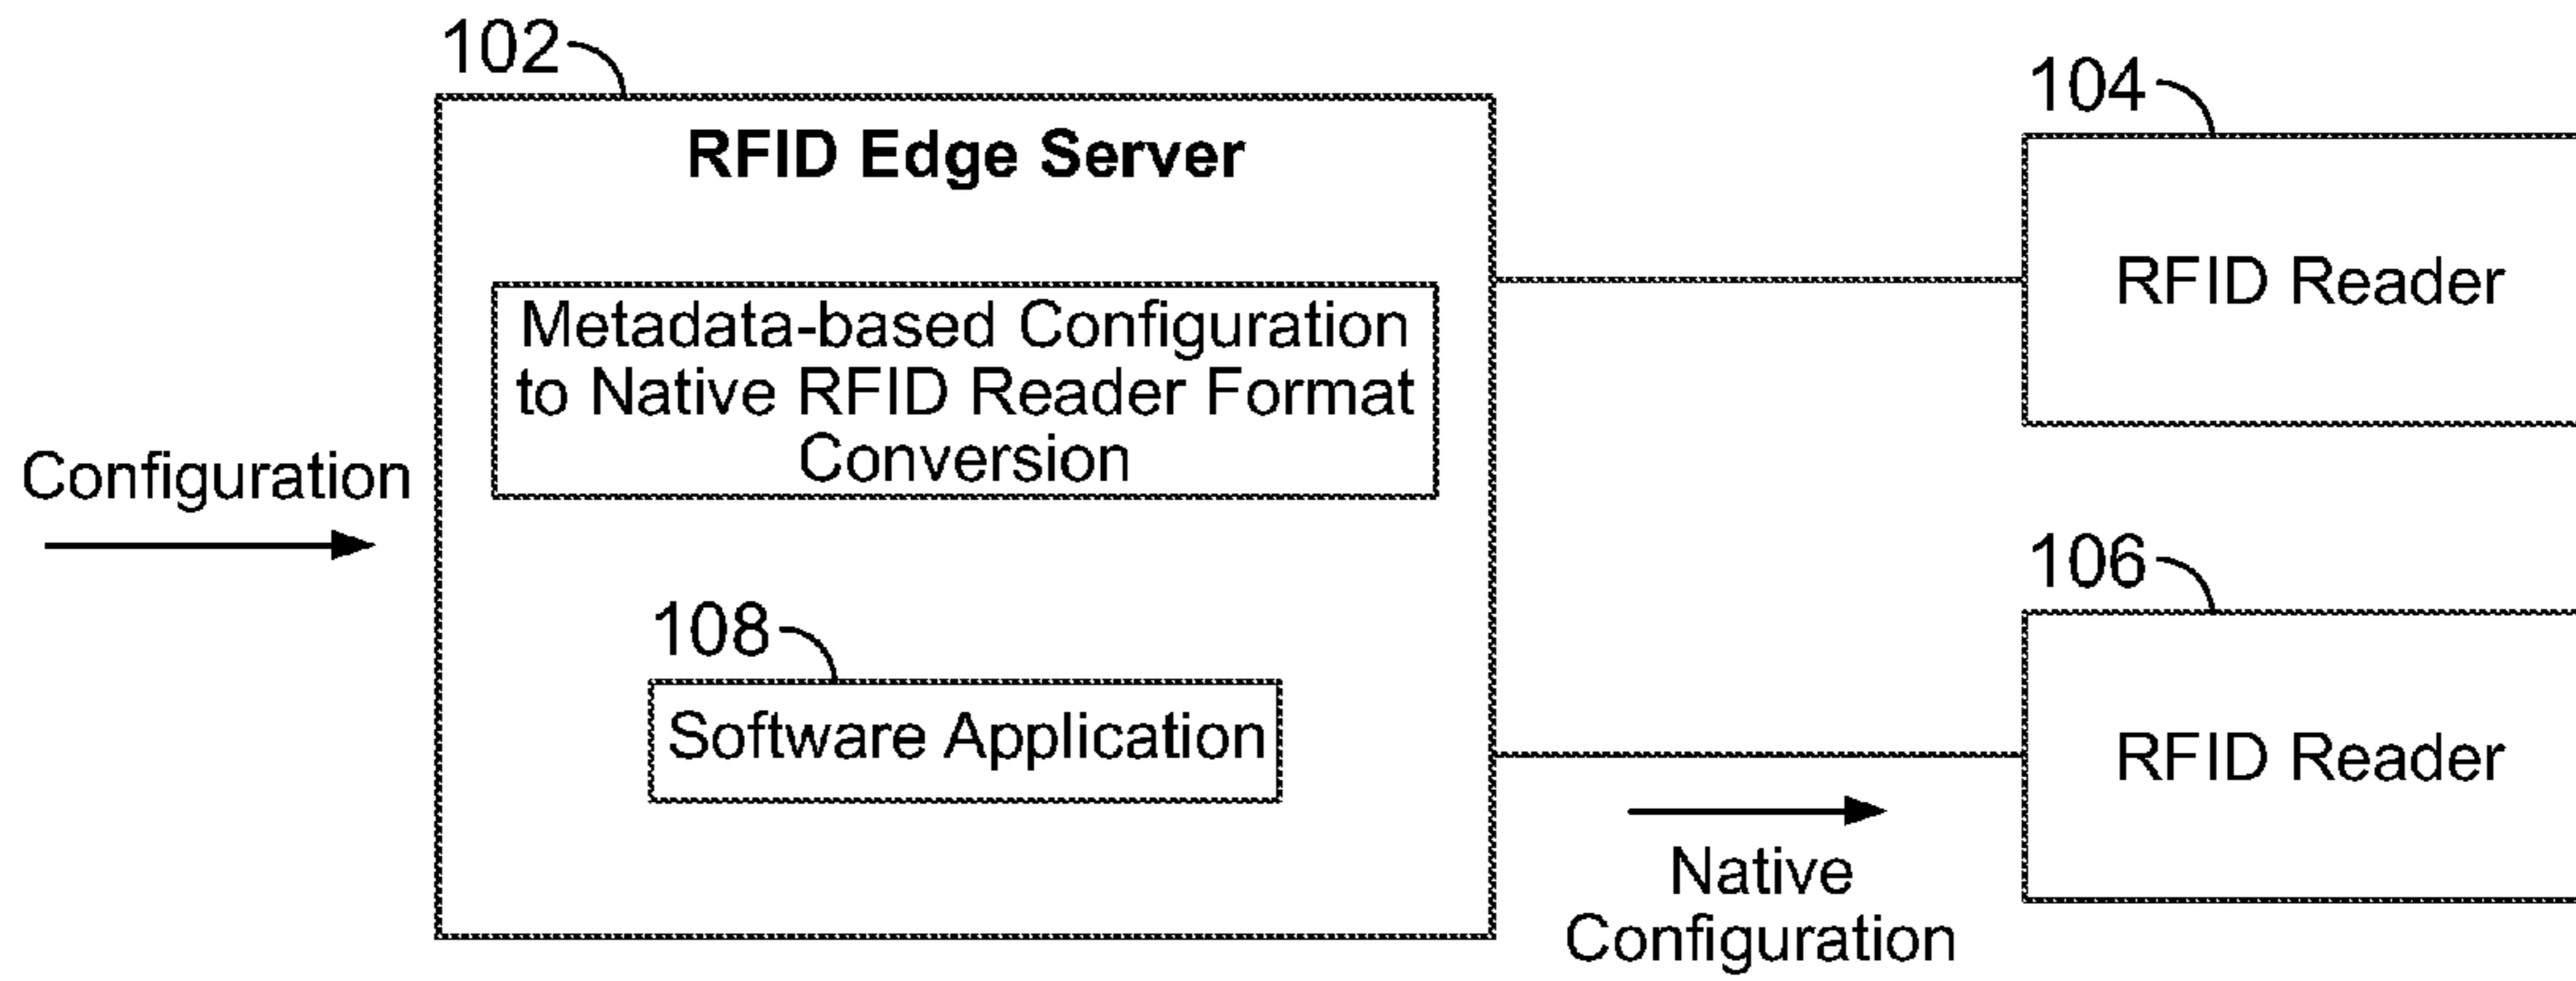 102
RFID Edge Server
Metadata-based Configuration
to Native RFID Reader Format
Conversion
Configuration
108
Software Application
104
RFID Reader
106
RFID Reader
Native
Configuration